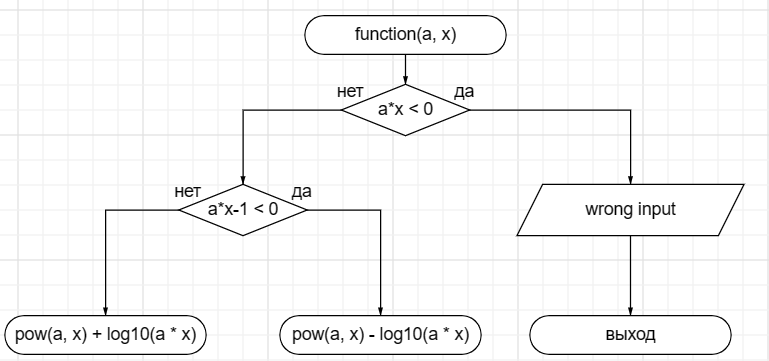 function(a, x)
нет
да
a*x < 0
нет
да
a*x-1 < 0
wrong input
pow(a, x) + log10(a * x)
pow(a, x) - log10(a * x)
выход